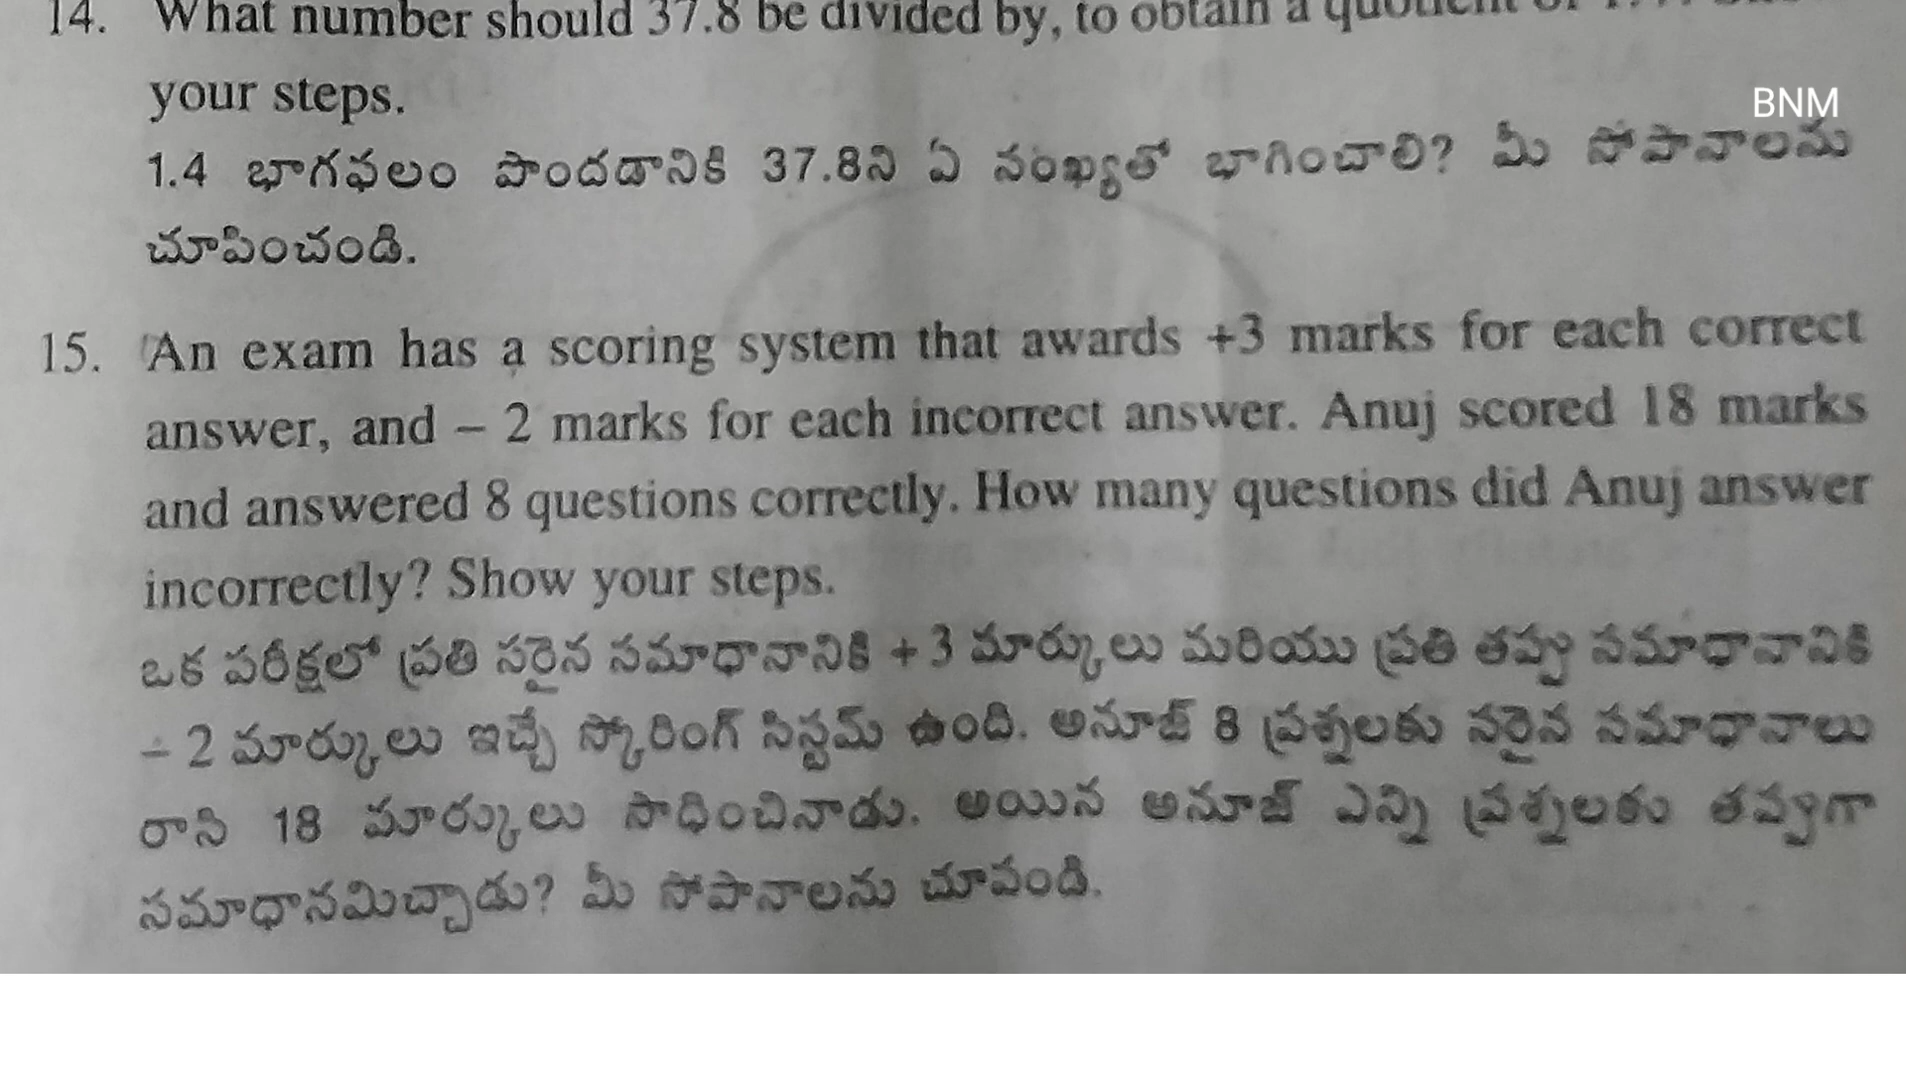 14. What number should 37.8 be divided by, to obtain a quotient of
your steps.
BNM
1.4 భాగఫలం పొందడానికి 37.8ని ఏ సంఖ్యతో భాగించాలి? మీ సోపానాలను
చూపించండి.
15. An exam has a scoring system that awards +3 marks for each correct
answer, and – 2 marks for each incorrect answer. Anuj scored 18 marks
and answered 8 questions correctly. How many questions did Anuj answer
incorrectly? Show your steps.
ఒక పరీక్షలో ప్రతి సరైన సమాధానానికి + 3 మార్కులు మరియు ప్రతి తప్పు సమాధానానికి
– 2 మార్కులు ఇచ్చే స్కోరింగ్ సిస్టమ్ ఉంది. అనూజ్ 8 ప్రశ్నలకు సరైన సమాధానాలు
రాసి 18 మార్కులు సాధించినాడు. అయిన అనూజ్ ఎన్ని ప్రశ్నలకు తప్పుగా
సమాధానమిచ్చాడు? మీ సోపానాలను చూపండి.